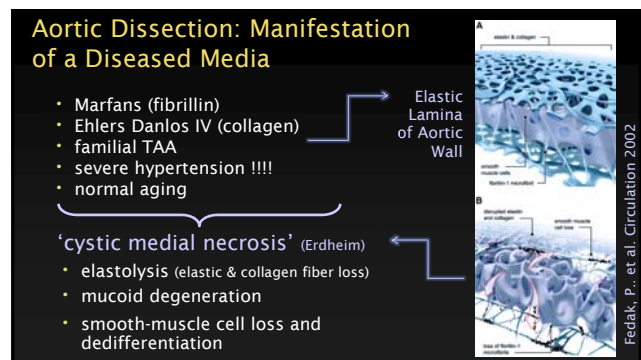 Aortic Dissection: Manifestation
of a Diseased Media
• Marfans (fibrillin)
• Ehlers Danlos IV (collagen)
• familial TAA
• severe hypertension !!!!
• normal aging
Elastic
Lamina
of Aortic
Wall
'cystic medial necrosis' (Erdheim)
• elastolysis (elastic & collagen fiber loss)
• mucoid degeneration
• smooth-muscle cell loss and
dedifferentiation
A
elastin & collagen
smooth
muscle cells
fibrillin-1 microfibril
B
disrupted elastin
and collagen
smooth muscle
cell loss
loss of fibrillin-1
microfibrils
Fedak, P.. et al. Circulation 2002